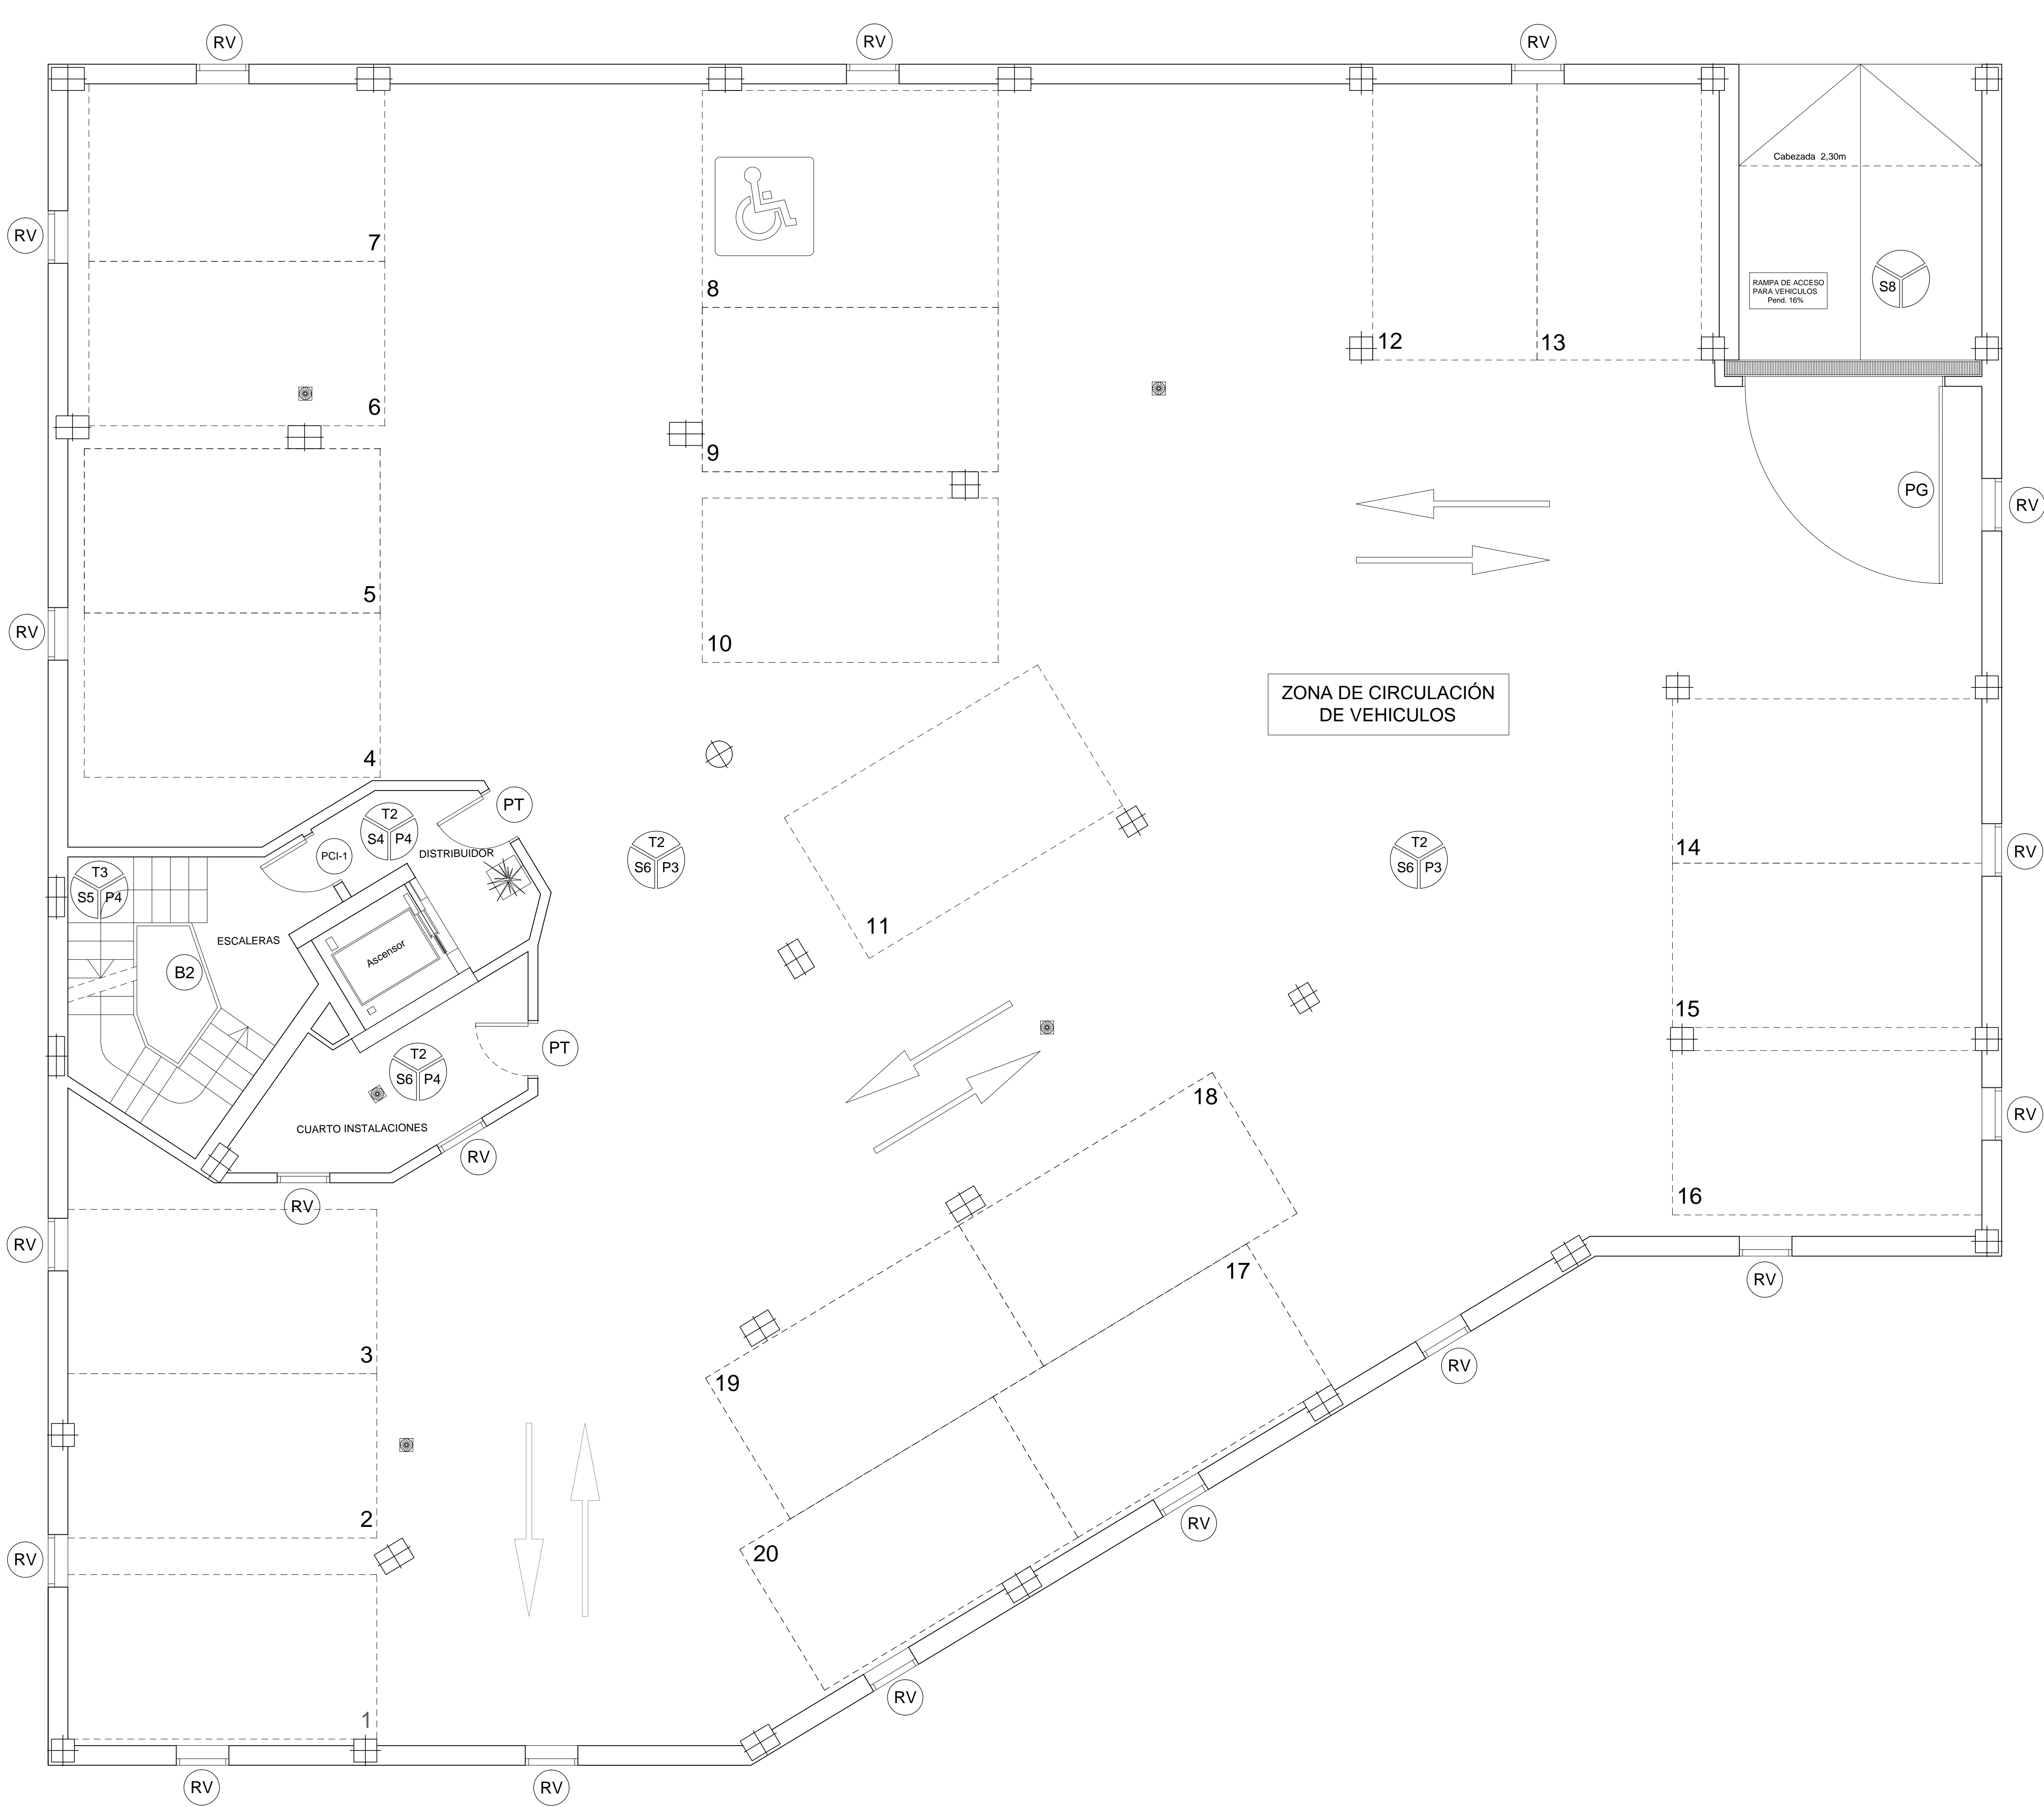 RV
RV
RV
Cabezada 2,30m
RV
7
8
RAMPA DE ACCESO
PARA VEHICULOS
Pend. 16%
S8
12
13
6
9
PG
RV
5
10
RV
ZONA DE CIRCULACIÓN
DE VEHICULOS
4
PT
T2
S4
P4
PCI-1
DISTRIBUIDOR
T2
S6
P3
T2
S6
P3
14
RV
T3
S5
P4
11
ESCALERAS
Ascensor
B2
15
PT
T2
S6
P4
18
RV
CUARTO INSTALACIONES
RV
16
RV
RV
17
RV
3
19
RV
2
20
RV
RV
RV
1
RV
RV